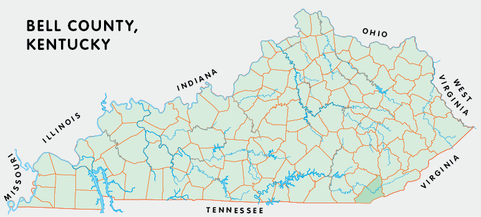 BELL COUNTY,
KENTUCKY
OHIO
INDIANA
WEST
VIRGINIA
ILLINOIS
MISSOURI
VIRGINIA
TENNESSEE